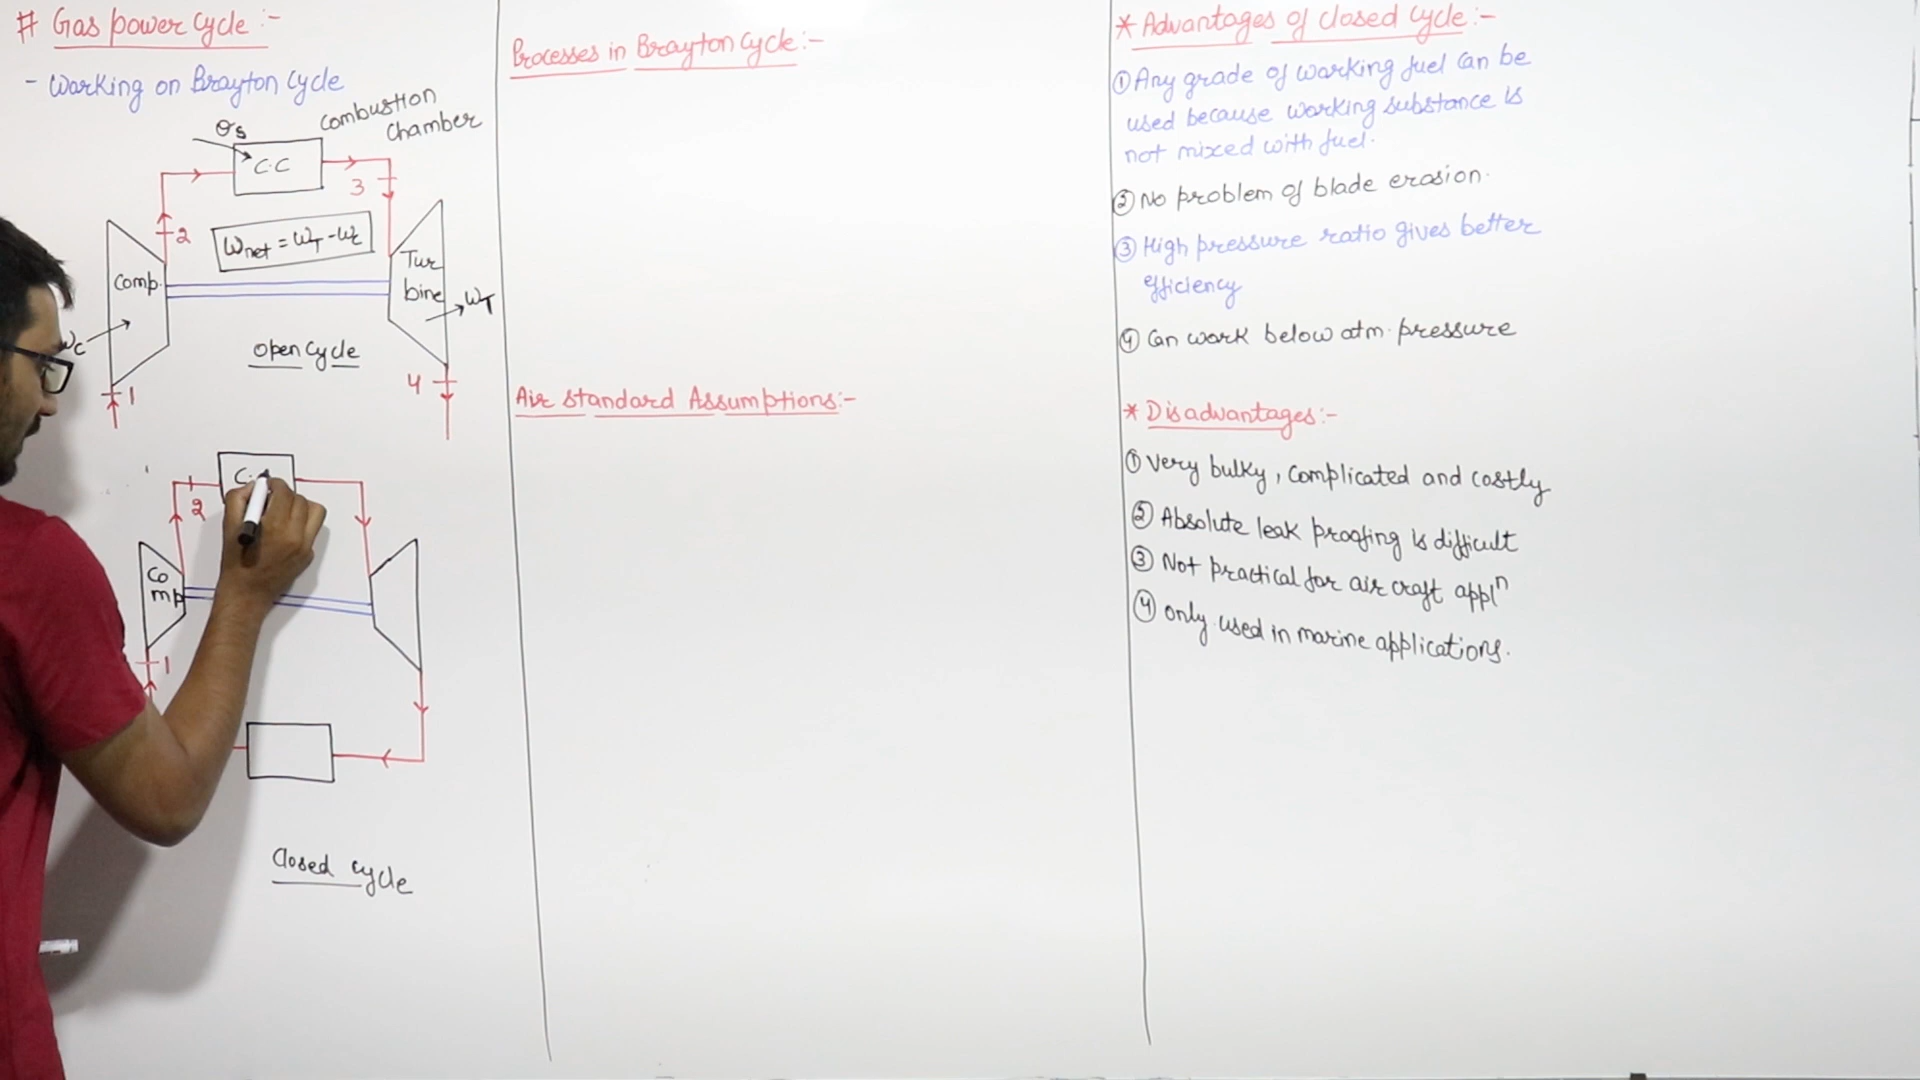 # Gas power cycle :-
- Working on Brayton cycle
Combustion
chamber
Qs
C.C
3
2
Wnet = WT - Wc
Comp.
Tur
bine
WT
Wc
Open cycle
1
4
2
Co
mp
1
Closed cycle
Processes in Brayton cycle :-
Air standard Assumptions :-
* Advantages of closed cycle :-
① Any grade of working fuel can be
used because working substance is
not mixed with fuel.
② No problem of blade erosion.
③ High pressure ratio gives better
efficiency
④ Can work below atm. pressure
* Disadvantages :-
① Very bulky, complicated and costly
② Absolute leak proofing is difficult
③ Not practical for air craft applⁿ
④ only used in marine applications.